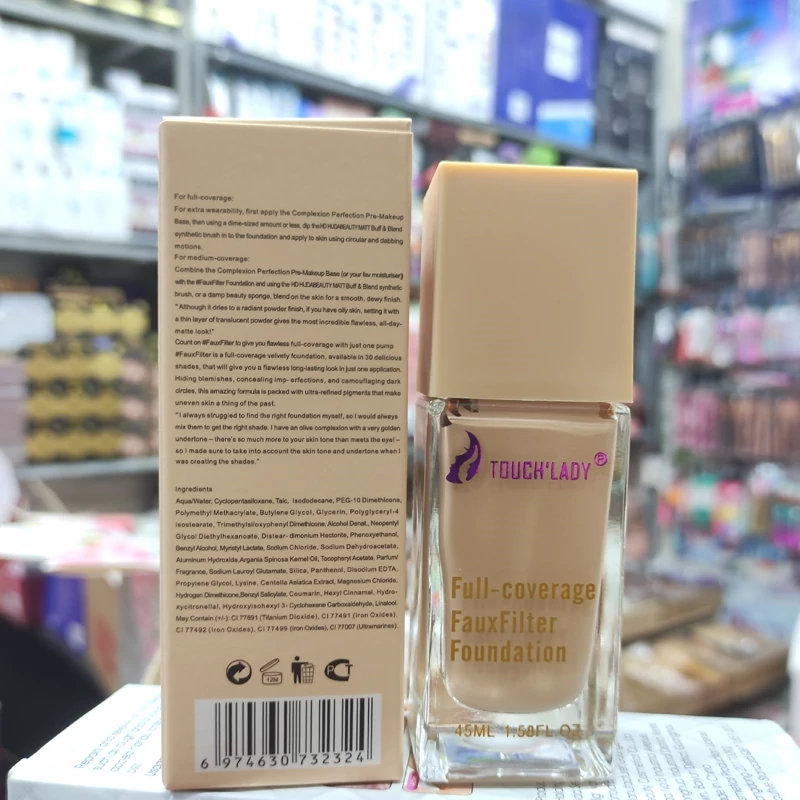 For full-coverage:
For extra wearability, first apply the Complexion Perfection Pre-Makeup
Base, then using a dime-sized amount or less, dip the HD HUDABEAUTY MATT Buff & Blend
synthetic brush in to the foundation and apply to skin using circular and dabbing
motions.
For medium-coverage:
Combine the Complexion Perfection Pre-Makeup Base (or your fav moisturiser)
with the #FauxFilter Foundation and using the HD HUDABEAUTY MATT Buff & Blend synthetic
brush, or a damp beauty sponge, blend on the skin for a smooth, dewy finish.
"Although it dries to a radiant powder finish, if you have oily skin, setting it with
a thin layer of translucent powder gives the most incredible flawless, all-day-
matte look!"
Count on #FauxFilter to give you flawless full-coverage with just one pump
#FauxFilter is a full-coverage velvety foundation, available in 30 delicious
shades, that will give you a flawless long-lasting look in just one application.
Hiding blemishes, concealing imp-erfections, and camouflaging dark
circles, this amazing formula is packed with ultra-refined pigments that make
uneven skin a thing of the past.
"I always struggled to find the right foundation myself, so I would always
mix them to get the right shade. I have an olive complexion with a very golden
undertone – there's so much more to your skin tone than meets the eye! –
so I made sure to take into account the skin tone and undertone when I
was creating the shades."
Ingredients
Aqua/Water, Cyclopentasiloxane, Talc, Isododecane, PEG-10 Dimethicone,
Polymethyl Methacrylate, Butylene Glycol, Glycerin, Polyglyceryl-4
Isostearate, Trimethylsiloxyphenyl Dimethicone, Alcohol Denat., Neopentyl
Glycol Diethylhexanoate, Distear- dimonium Hectorite, Phenoxyethanol,
Benzyl Alcohol, Myristyl Lactate, Sodium Chloride, Sodium Dehydroacetate,
Aluminum Hydroxide, Argania Spinosa Kernel Oil, Tocopheryl Acetate, Parfum/
Fragrance, Sodium Lauroyl Glutamate, Silica, Panthenol, Disodium EDTA,
Propylene Glycol, Lysine, Centella Asiatica Extract, Magnesium Chloride,
Hydrogen Dimethicone, Benzyl Salicylate, Coumarin, Hexyl Cinnamal, Hydro-
xycitronellal, Hydroxyisohexyl 3- Cyclohexene Carboxaldehyde, Linalool.
May Contain (+/-): CI 77891 (Titanium Dioxide), CI 77491 (Iron Oxides),
CI 77492 (Iron Oxides), CI 77499 (Iron Oxides), CI 77007 (Ultramarines)
12M
PCT
6 974630 732324
TOUCH'LADY ®
Full-coverage
FauxFilter
Foundation
45ML 1.58FL OZ